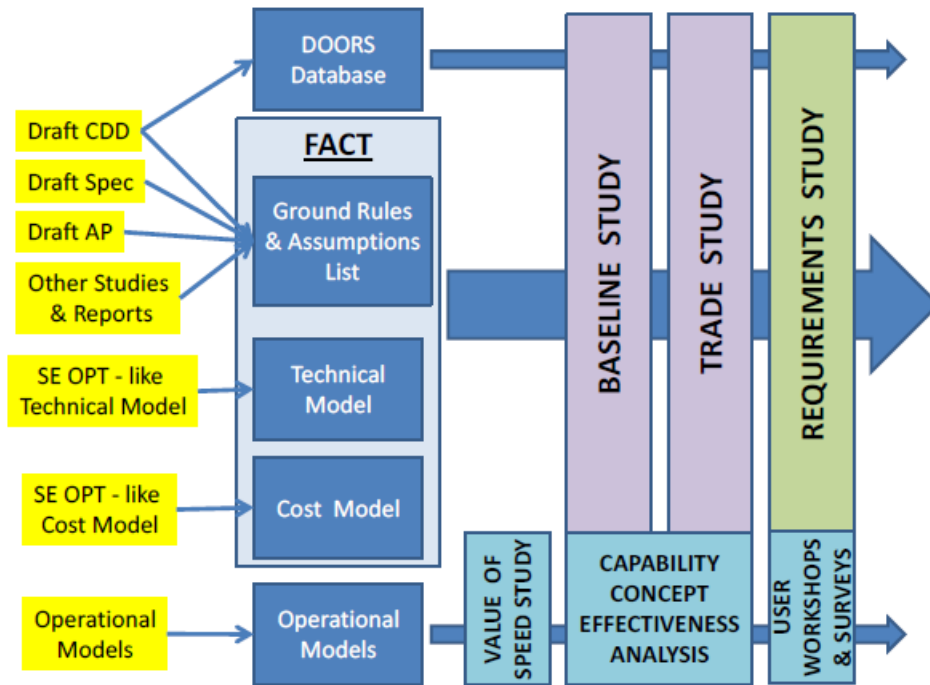 DOORS
Database
Draft CDD
Draft Spec
Draft AP
Other Studies
& Reports
SE OPT - like
Technical Model
SE OPT - like
Cost Model
Operational
Models
FACT
Ground Rules
& Assumptions
List
Technical
Model
Cost Model
Operational
Models
VALUE OF
SPEED STUDY
BASELINE STUDY
TRADE STUDY
CAPABILITY
CONCEPT
EFFECTIVENESS
ANALYSIS
REQUIREMENTS STUDY
USER
WORKSHOPS
& SURVEYS